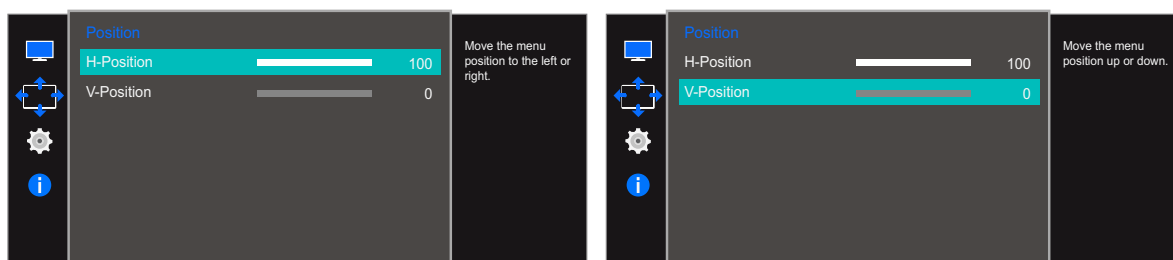 Position
H-Position 100
V-Position 0
Move the menu
position to the left or
right.
Position
H-Position 100
V-Position 0
Move the menu
position up or down.